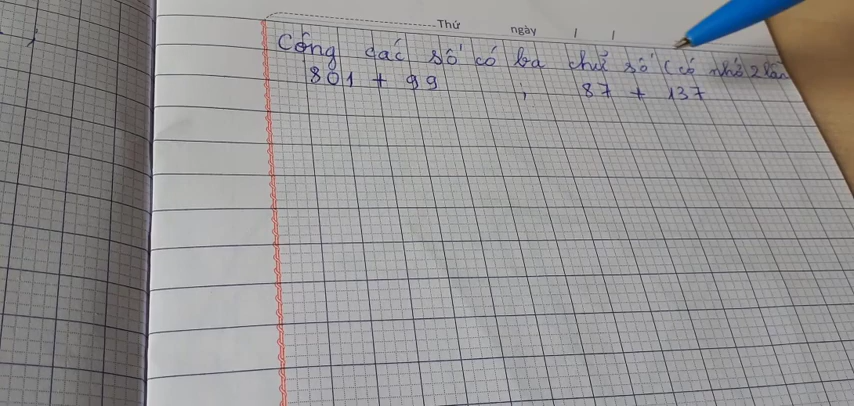 Thứ ngày / /
Cộng các số có ba chữ số (có nhớ 2 lần
801 + 99 ; 87 + 137